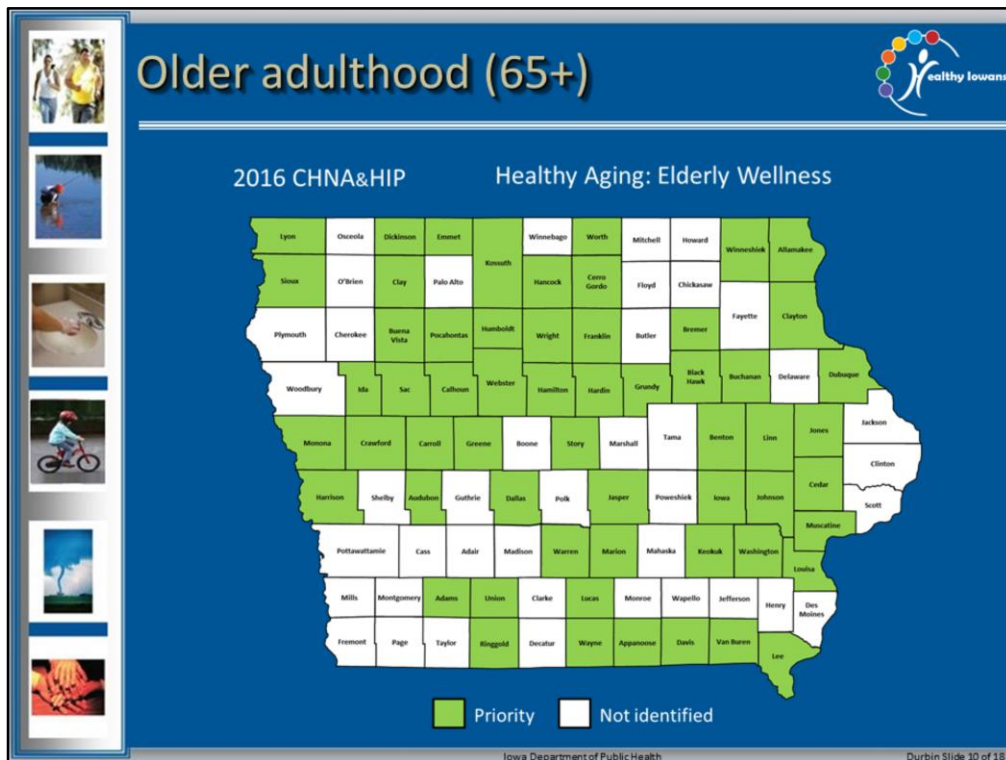 Older adulthood (65+)
Healthy Iowans
2016 CHNA&HIP Healthy Aging: Elderly Wellness
Lyon Osceola Dickinson Emmet Kossuth Winnebago Worth Mitchell Howard Winneshiek Allamakee
Sioux O'Brien Clay Palo Alto Hancock Cerro Gordo Floyd Chickasaw
Plymouth Cherokee Buena Vista Pocahontas Humboldt Wright Franklin Butler Bremer Fayette Clayton
Woodbury Ida Sac Calhoun Webster Hamilton Hardin Grundy Black Hawk Buchanan Delaware Dubuque
Monona Crawford Carroll Greene Boone Story Marshall Tama Benton Linn Jones Jackson
Clinton
Harrison Shelby Audubon Guthrie Dallas Polk Jasper Poweshiek Iowa Johnson Cedar Scott
Muscatine
Pottawattamie Cass Adair Madison Warren Marion Mahaska Keokuk Washington Louisa
Mills Montgomery Adams Union Clarke Lucas Monroe Wapello Jefferson Henry Des Moines
Fremont Page Taylor Ringgold Decatur Wayne Appanoose Davis Van Buren Lee
Priority Not identified
Iowa Department of Public Health Durbin Slide 10 of 18